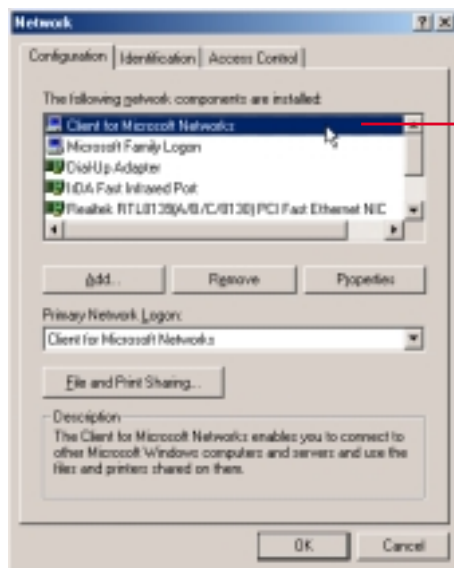 Network
Configuration Identification Access Control
The following network components are installed:
Client for Microsoft Networks
Microsoft Family Logon
Dial-Up Adapter
IrDA Fast Infrared Port
Realtek RTL8139(A/B/C/8130) PCI Fast Ethernet NIC
Add... Remove Properties
Primary Network Logon:
Client for Microsoft Networks
File and Print Sharing...
Description
The Client for Microsoft Networks enables you to connect to
other Microsoft Windows computers and servers and use the
files and printers shared on them.
OK Cancel